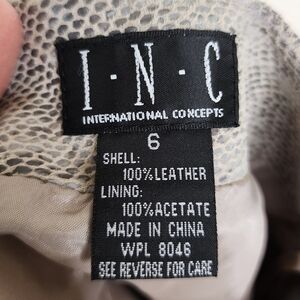 I·N·C
INTERNATIONAL CONCEPTS
6
SHELL:
100%LEATHER
LINING:
100%ACETATE
MADE IN CHINA
WPL 8046
SEE REVERSE FOR CARE